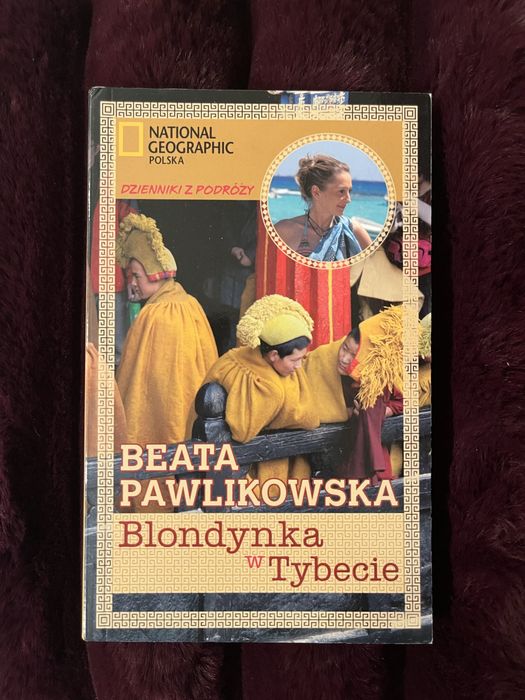 NATIONAL
GEOGRAPHIC
POLSKA
DZIENNIKI Z PODRÓŻY
BEATA
PAWLIKOWSKA
Blondynka
w
Tybecie